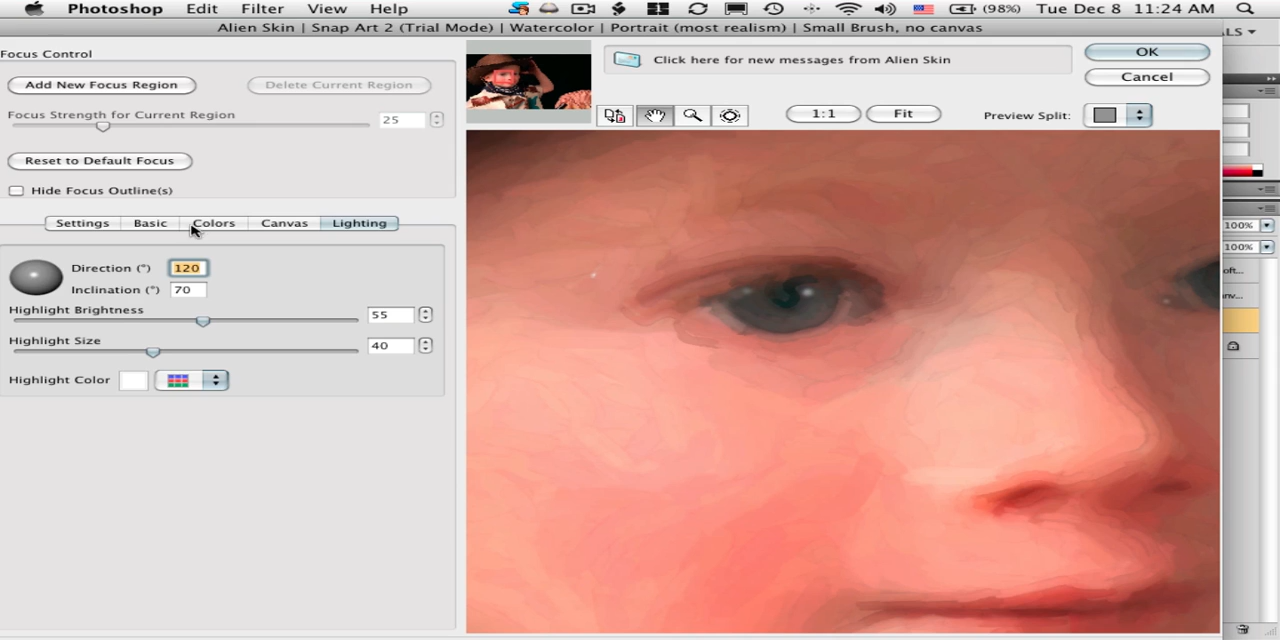 Photoshop Edit Filter View Help (98%) Tue Dec 8 11:24 AM
Alien Skin | Snap Art 2 (Trial Mode) | Watercolor | Portrait (most realism) | Small Brush, no canvas
LS
Focus Control
Add New Focus Region Delete Current Region
Focus Strength for Current Region 25
Reset to Default Focus
Hide Focus Outline(s)
Click here for new messages from Alien Skin
OK
Cancel
1:1 Fit Preview Split:
Settings Basic Colors Canvas Lighting
Direction (°) 120
Inclination (°) 70
Highlight Brightness 55
Highlight Size 40
Highlight Color
100%
100%
oft...
nv...